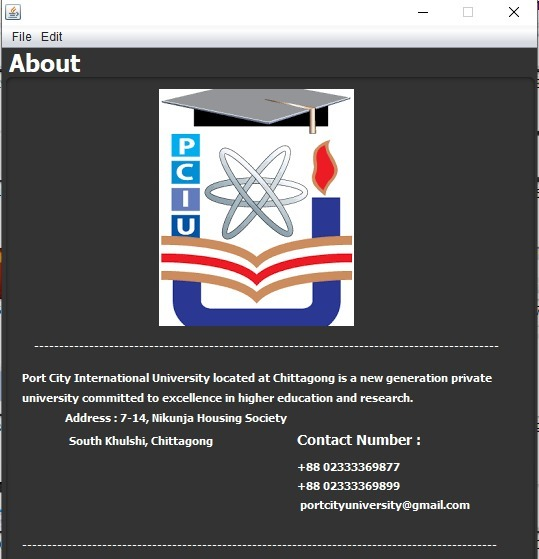 File Edit
About
P
C
I
U
Port City International University located at Chittagong is a new generation private
university committed to excellence in higher education and research.
Address : 7-14, Nikunja Housing Society
South Khulshi, Chittagong
Contact Number :
+88 02333369877
+88 02333369899
portcityuniversity@gmail.com